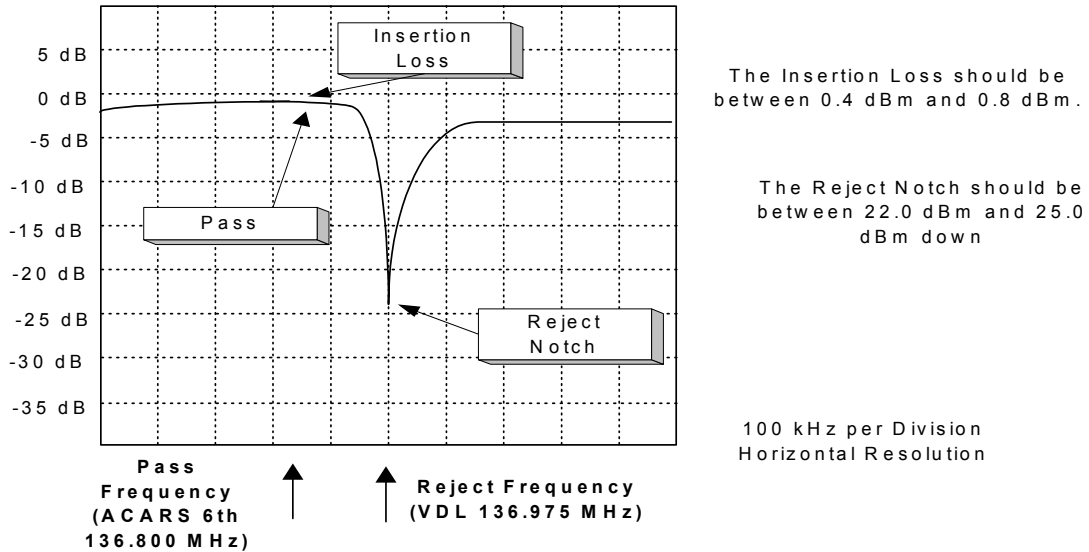 Insertion
Loss
Pass
Reject
Notch
5 dB
0 dB
-5 dB
-10 dB
-15 dB
-20 dB
-25 dB
-30 dB
-35 dB
The Insertion Loss should be
between 0.4 dBm and 0.8 dBm.
The Reject Notch should be
between 22.0 dBm and 25.0
dBm down
100 kHz per Division
Horizontal Resolution
Pass
Frequency
(ACARS 6th
136.800 MHz)
Reject Frequency
(VDL 136.975 MHz)